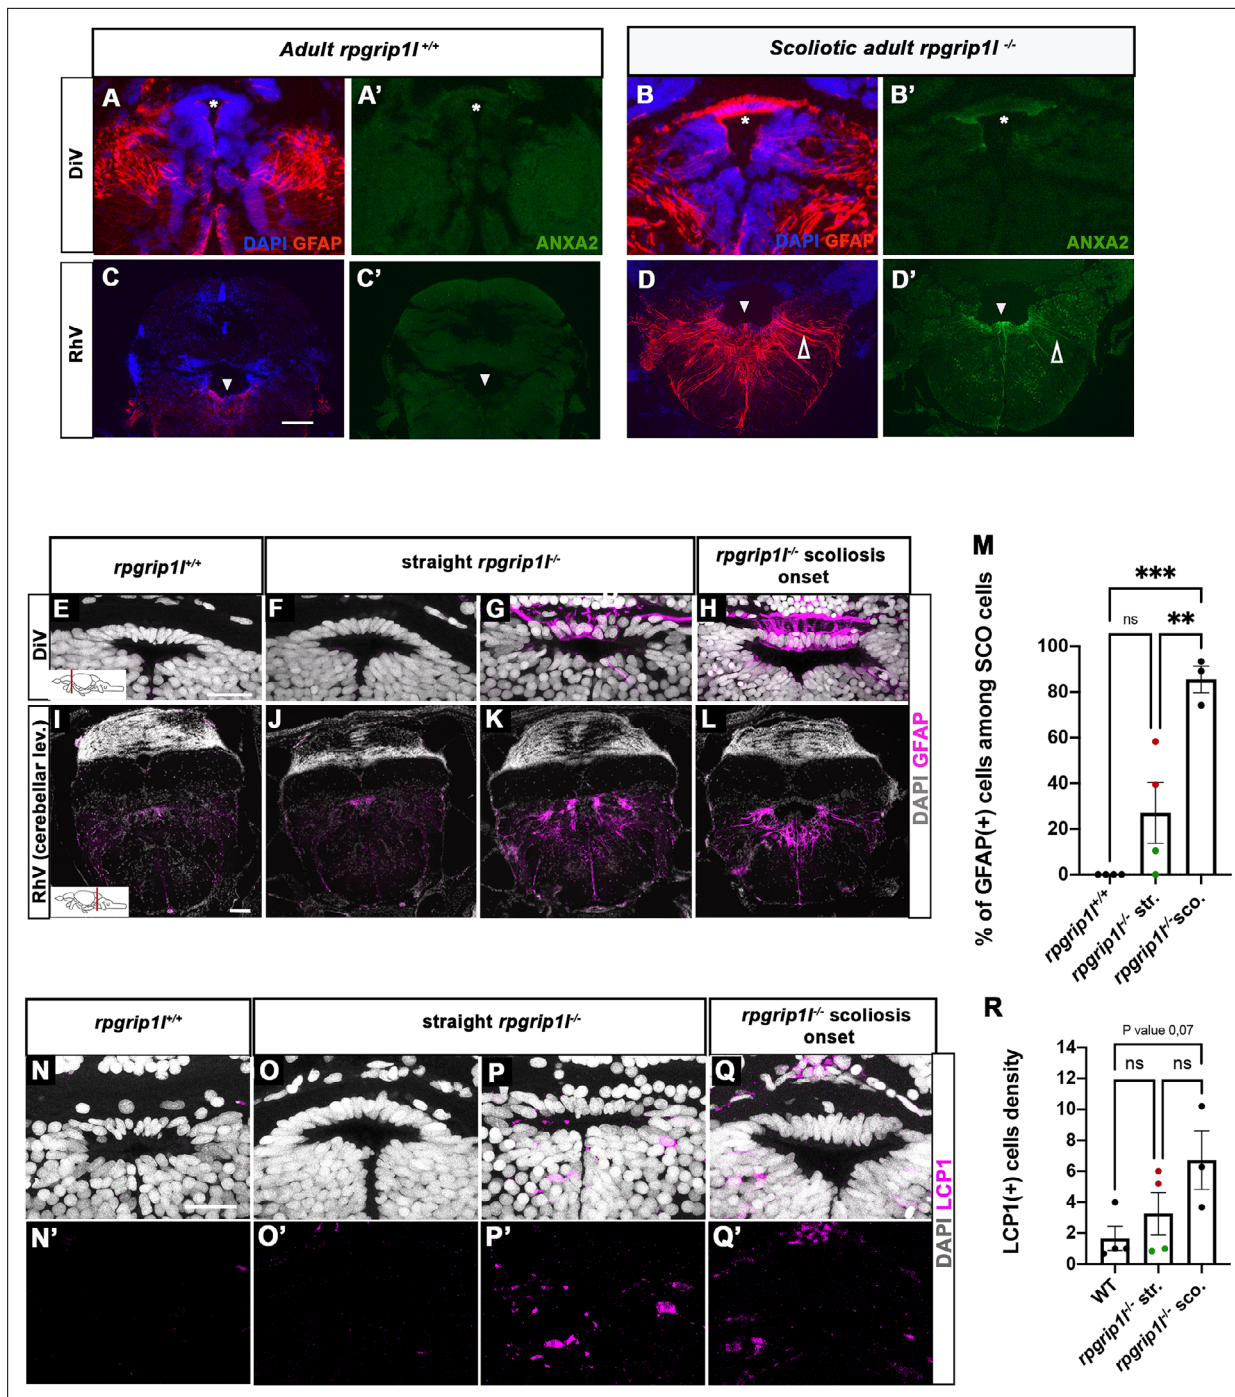 Adult rpgrip1l +/+
Scoliotic adult rpgrip1l -/-
DiV
A
*
DAPI GFAP
A'
*
ANXA2
B
*
DAPI GFAP
B'
*
ANXA2
RhV
C
C'
D
D'
rpgrip1l+/+
straight rpgrip1l-/-
rpgrip1l-/- scoliosis
onset
DiV
E
F
G
H
RhV (cerebellar lev.)
I
J
K
L
DAPI GFAP
M
% of GFAP(+) cells among SCO cells
***
ns
**
100
80
60
40
20
0
rpgrip1l+/+
rpgrip1l-/- str.
rpgrip1l-/- sco.
rpgrip1l+/+
straight rpgrip1l-/-
rpgrip1l-/- scoliosis
onset
N
O
P
Q
N'
O'
P'
Q'
DAPI LCP1
R
LCP1(+) cells density
P value 0,07
ns
ns
14
12
10
8
6
4
2
0
WT
rpgrip1l-/- str.
rpgrip1l-/- sco.